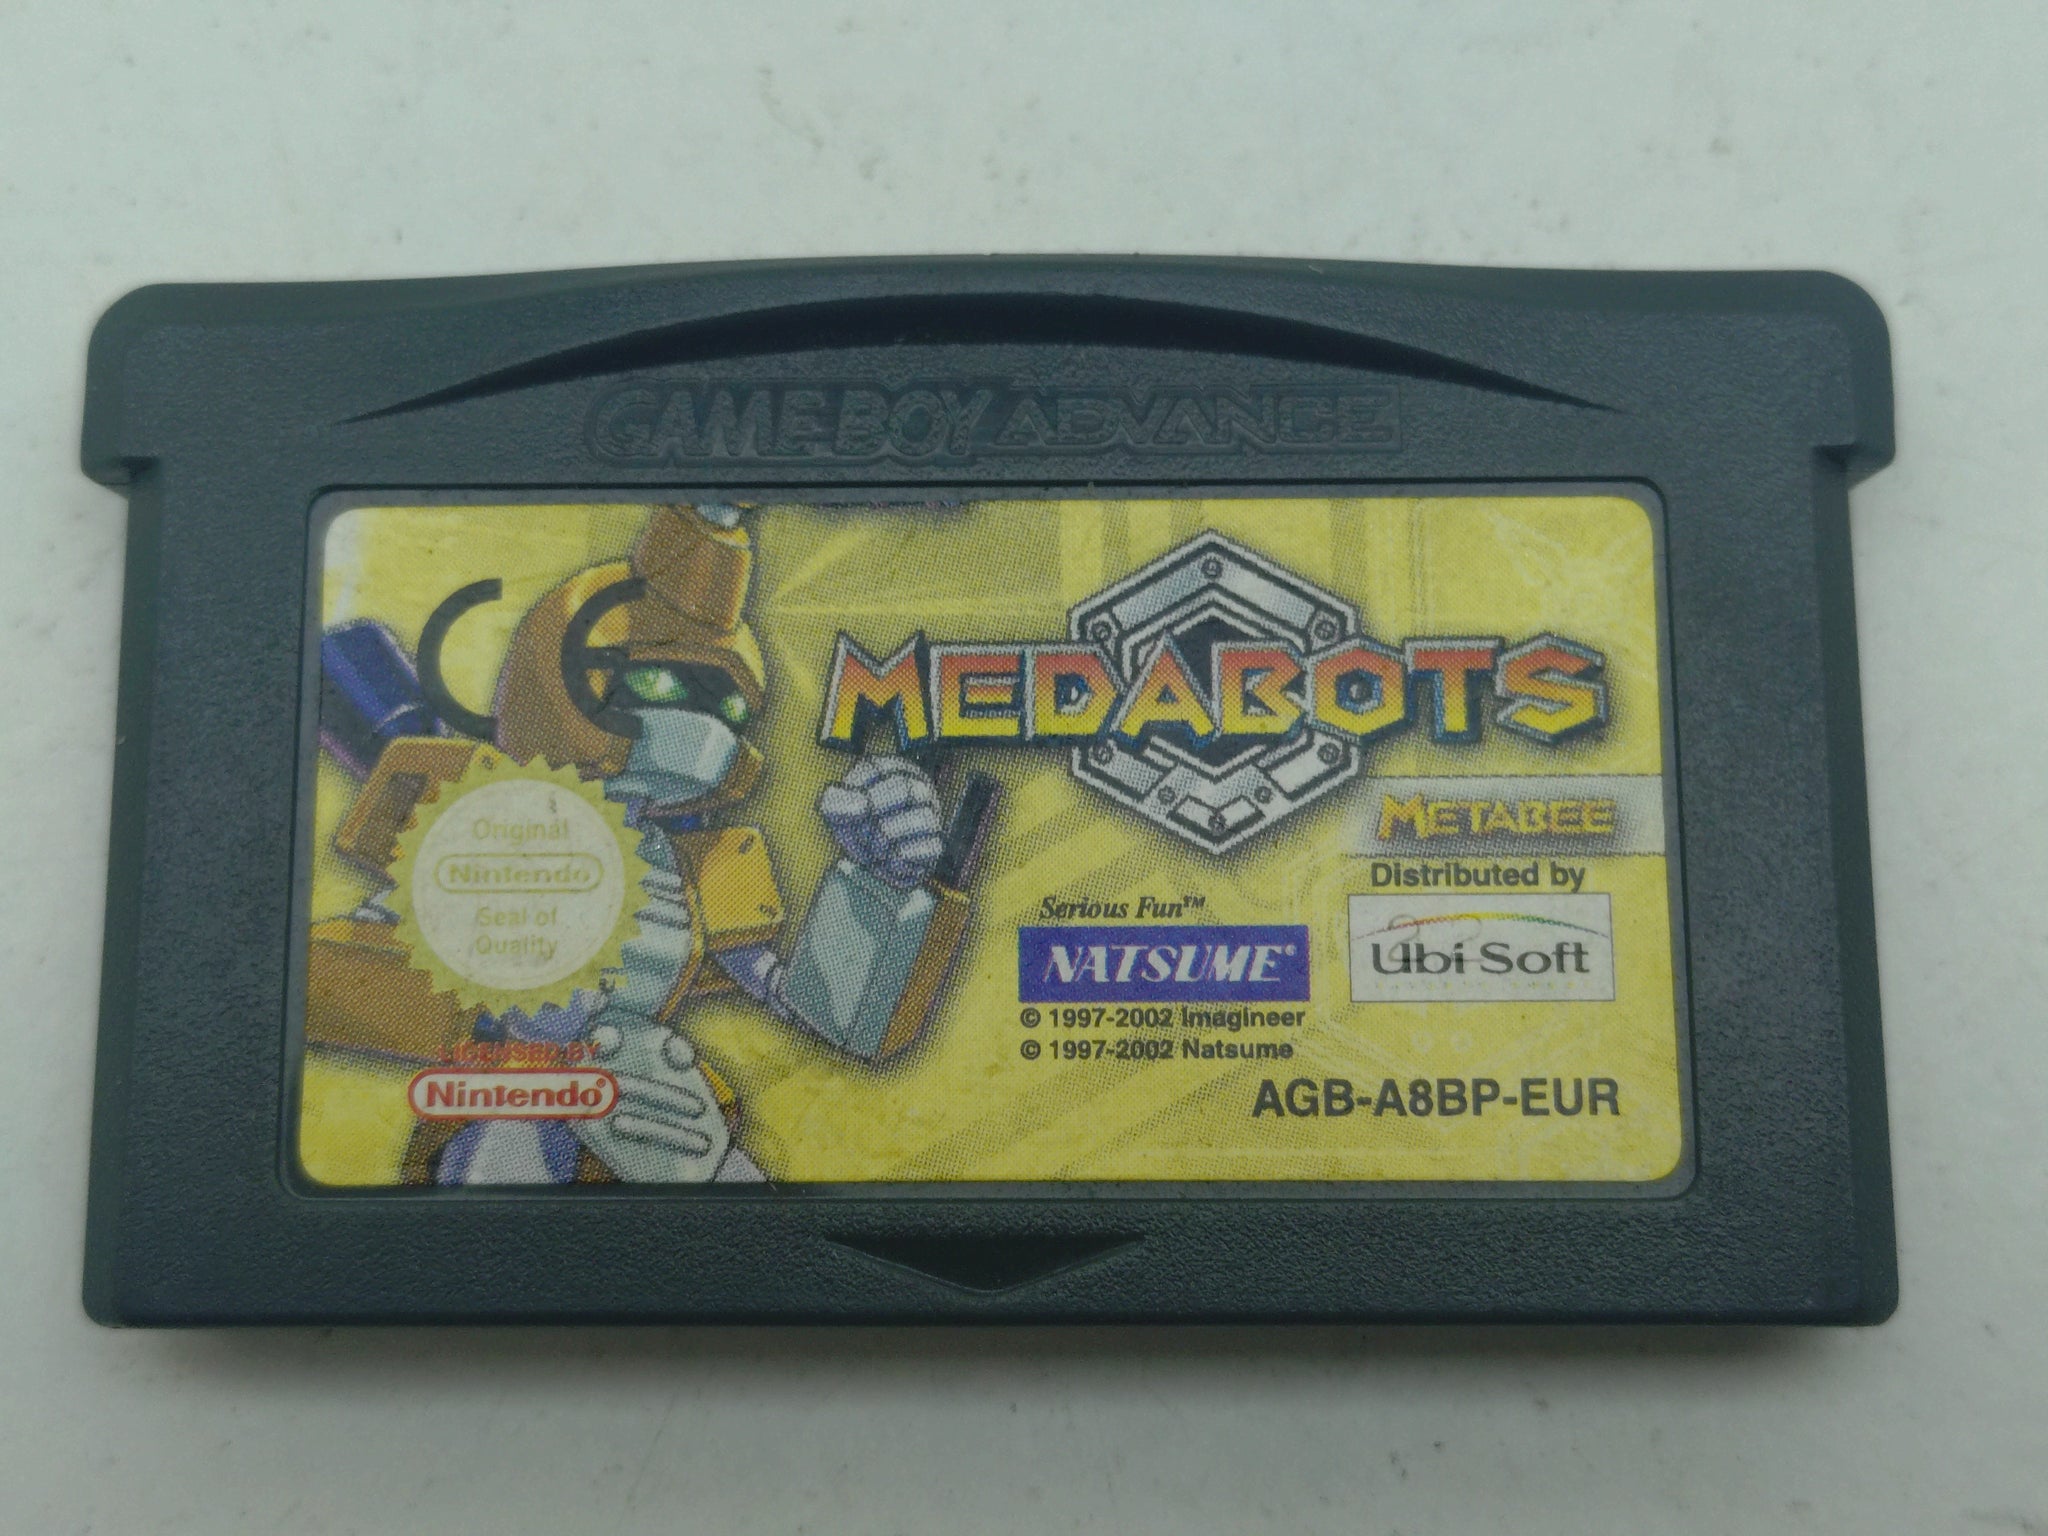 GAME BOY ADVANCE
CE
MEDABOTS
METABEE
Original
Nintendo
Seal of
Quality
Distributed by
Ubi Soft
Serious Fun™
NATSUME®
© 1997-2002 Imagineer
© 1997-2002 Natsume
LICENSED BY
Nintendo®
AGB-A8BP-EUR